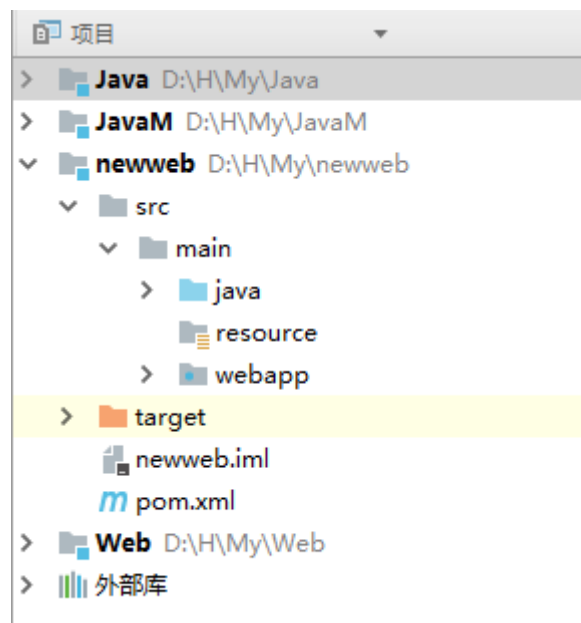 项目
Java D:\H\My\Java
JavaM D:\H\My\JavaM
newweb D:\H\My\newweb
src
main
java
resource
webapp
target
newweb.iml
pom.xml
Web D:\H\My\Web
外部库